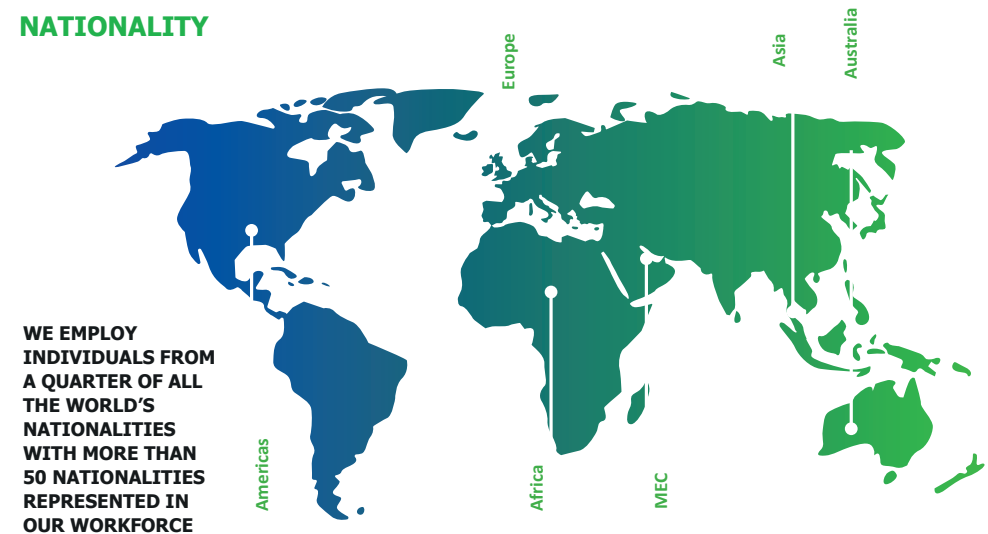 NATIONALITY
Europe
Asia
Australia
WE EMPLOY
INDIVIDUALS FROM
A QUARTER OF ALL
THE WORLD'S
NATIONALITIES
WITH MORE THAN
50 NATIONALITIES
REPRESENTED IN
OUR WORKFORCE
Americas
Africa
MEC